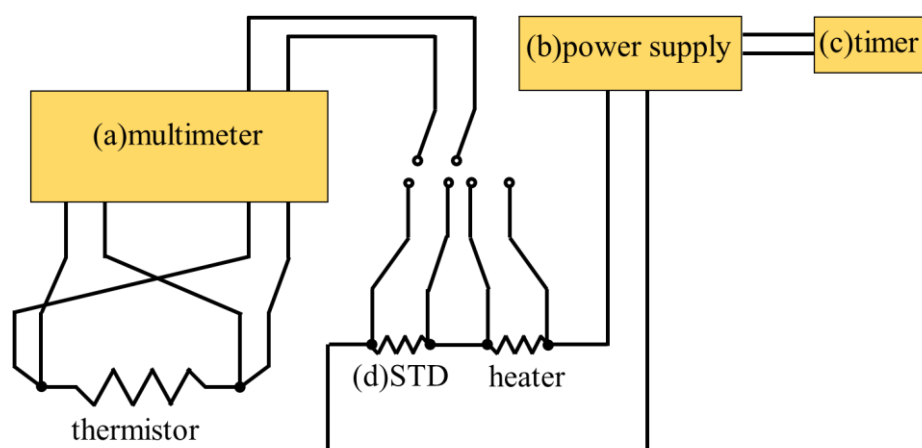 (b)power supply
(c)timer
(a)multimeter
(d)STD
heater
thermistor